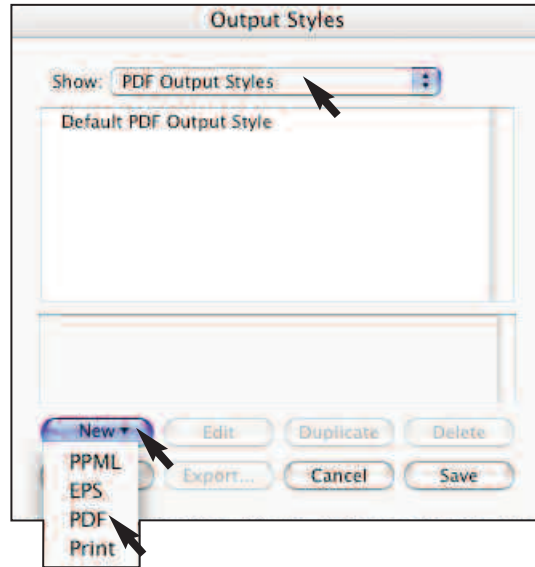 Output Styles
Show: PDF Output Styles
Default PDF Output Style
New Edit Duplicate Delete
Export... Cancel Save
PPML
EPS
PDF
Print